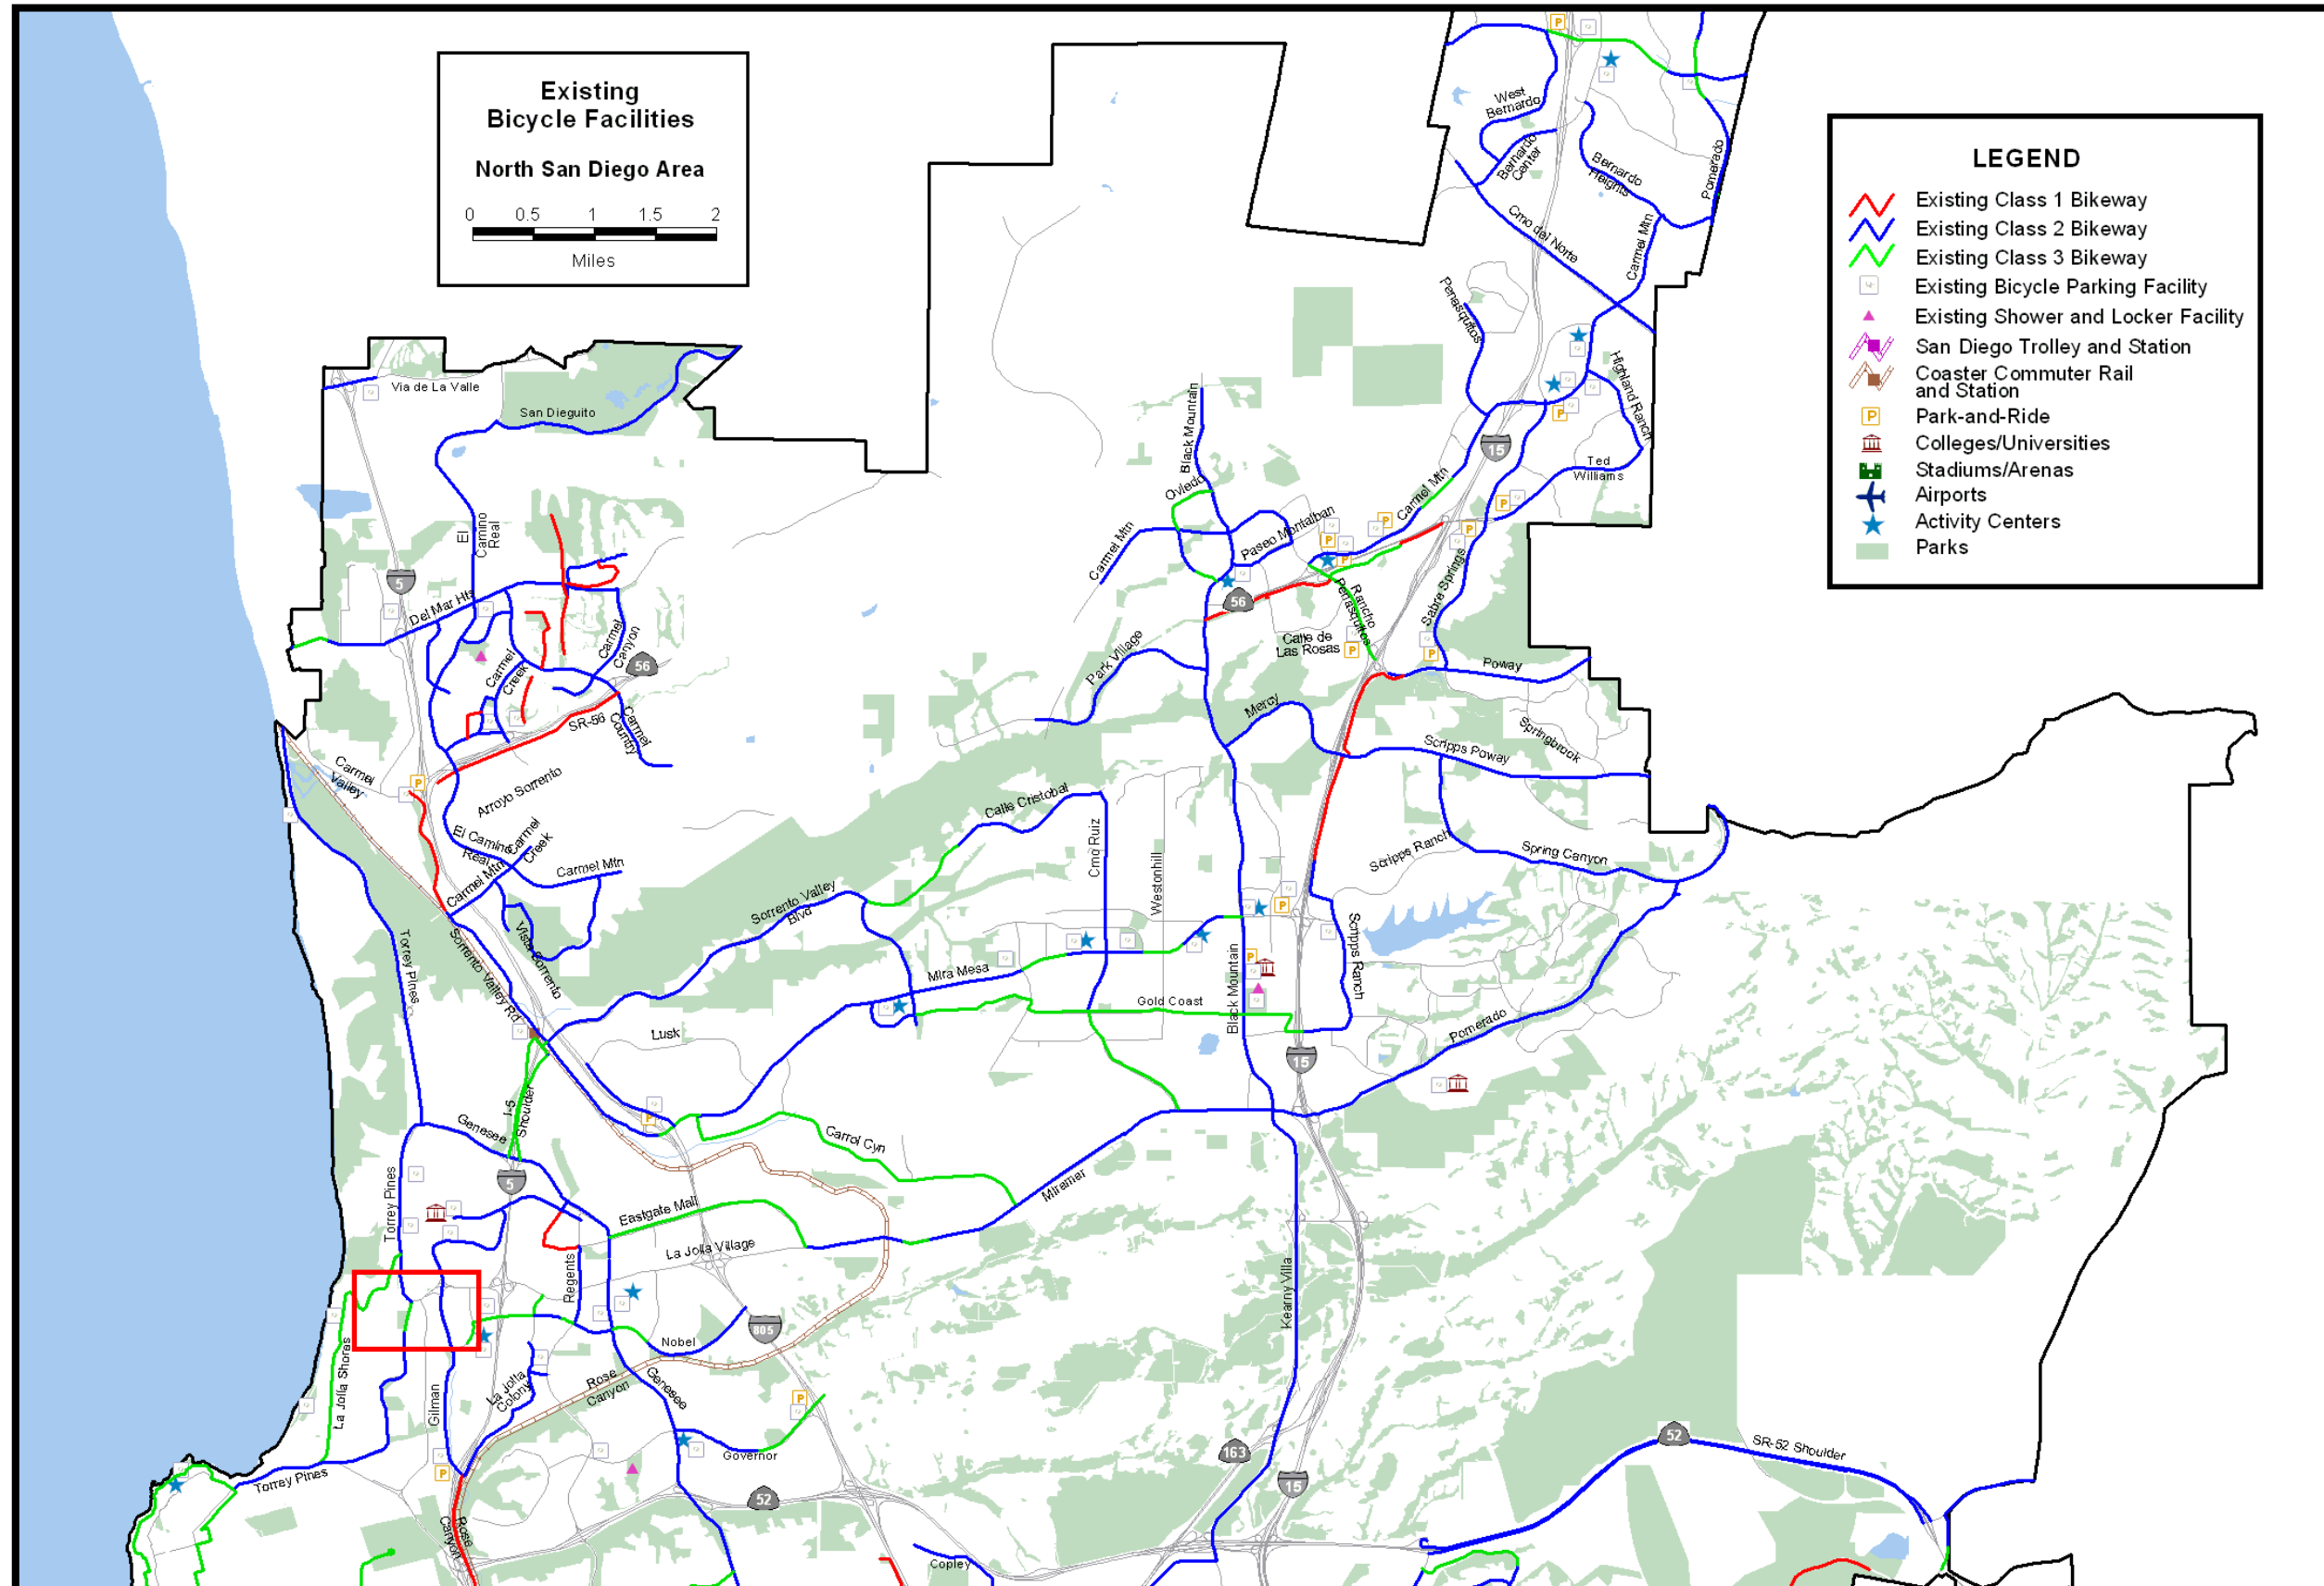 Existing
Bicycle Facilities
North San Diego Area
0 0.5 1 1.5 2
Miles
LEGEND
Existing Class 1 Bikeway
Existing Class 2 Bikeway
Existing Class 3 Bikeway
Existing Bicycle Parking Facility
Existing Shower and Locker Facility
San Diego Trolley and Station
Coaster Commuter Rail
and Station
P Park-and-Ride
Colleges/Universities
Stadiums/Arenas
Airports
Activity Centers
Parks
West
Bernardo
Bernardo
Center
Bernardo
Heights
Pomerado
Cmo del Norte
Carmel Mtn
Penasquitos
Highland Ranch
15
Ted
Williams
Via de La Valle
San Dieguito
El
Camino
Real
5
Del Mar Hts
Carmel
Canyon
56
Carmel
Creek
SR-56
Carmel
Country
Black Mountain
Oviedo
Carmel Mtn
Paseo Montalban
Carmel Mtn
56
Rancho
Penasquitos
Sabre Springs
Calle de
Las Rosas
Park Village
Poway
Mercy
Springbrook
Scripps Poway
Carmel
Valley
Arroyo Sorrento
El Camino
Real
Carmel
Creek
Carmel Mtn
Carmel Mtn
Calle Cristobal
Cmo Ruiz
Westonhill
Scripps Ranch
Spring Canyon
Sorrento Valley
Blvd
Vista Sorrento
Torrey Pines
Sorrento Valley Rd
Mira Mesa
Black Mountain
Scripps Ranch
Gold Coast
Lusk
Pomerado
15
I-5
Shoulder
Genesee
Carrol Cyn
5
Torrey Pines
Eastgate Mall
Miramar
La Jolla Village
Regents
Kearny Villa
805
Nobel
La Jolla Shores
Gilman
La Jolla
Colony
Rose
Canyon
Genesee
Governor
163
52
SR-52 Shoulder
Torrey Pines
52
15
Rose
Canyon
Copley